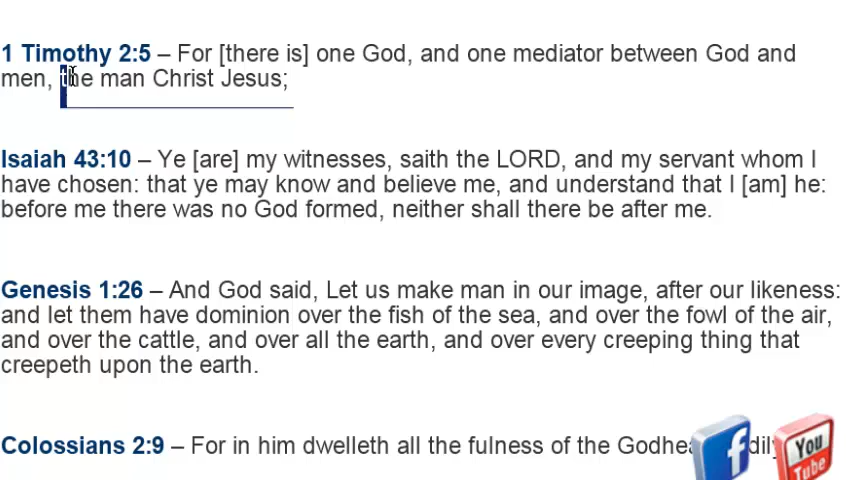 1 Timothy 2:5 – For [there is] one God, and one mediator between God and
men, the man Christ Jesus;
Isaiah 43:10 – Ye [are] my witnesses, saith the LORD, and my servant whom I
have chosen: that ye may know and believe me, and understand that I [am] he:
before me there was no God formed, neither shall there be after me.
Genesis 1:26 – And God said, Let us make man in our image, after our likeness:
and let them have dominion over the fish of the sea, and over the fowl of the air,
and over the cattle, and over all the earth, and over every creeping thing that
creepeth upon the earth.
Colossians 2:9 – For in him dwelleth all the fulness of the
f
You
Tube